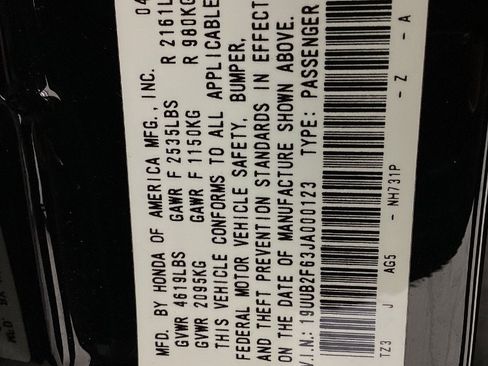 MFD. BY HONDA OF AMERICA MFG., INC. 04
GVWR 4619LBS GAWR F 2535LBS R 2161L
GVWR 2095KG GAWR F 1150KG R 980KG
THIS VEHICLE CONFORMS TO ALL APPLICABLE
FEDERAL MOTOR VEHICLE SAFETY, BUMPER,
AND THEFT PREVENTION STANDARDS IN EFFECT
ON THE DATE OF MANUFACTURE SHOWN ABOVE.
V.I.N.: 19UUB2F63JA000123 TYPE: PASSENGER
TZ3 J AG5 - NH731P - Z - A